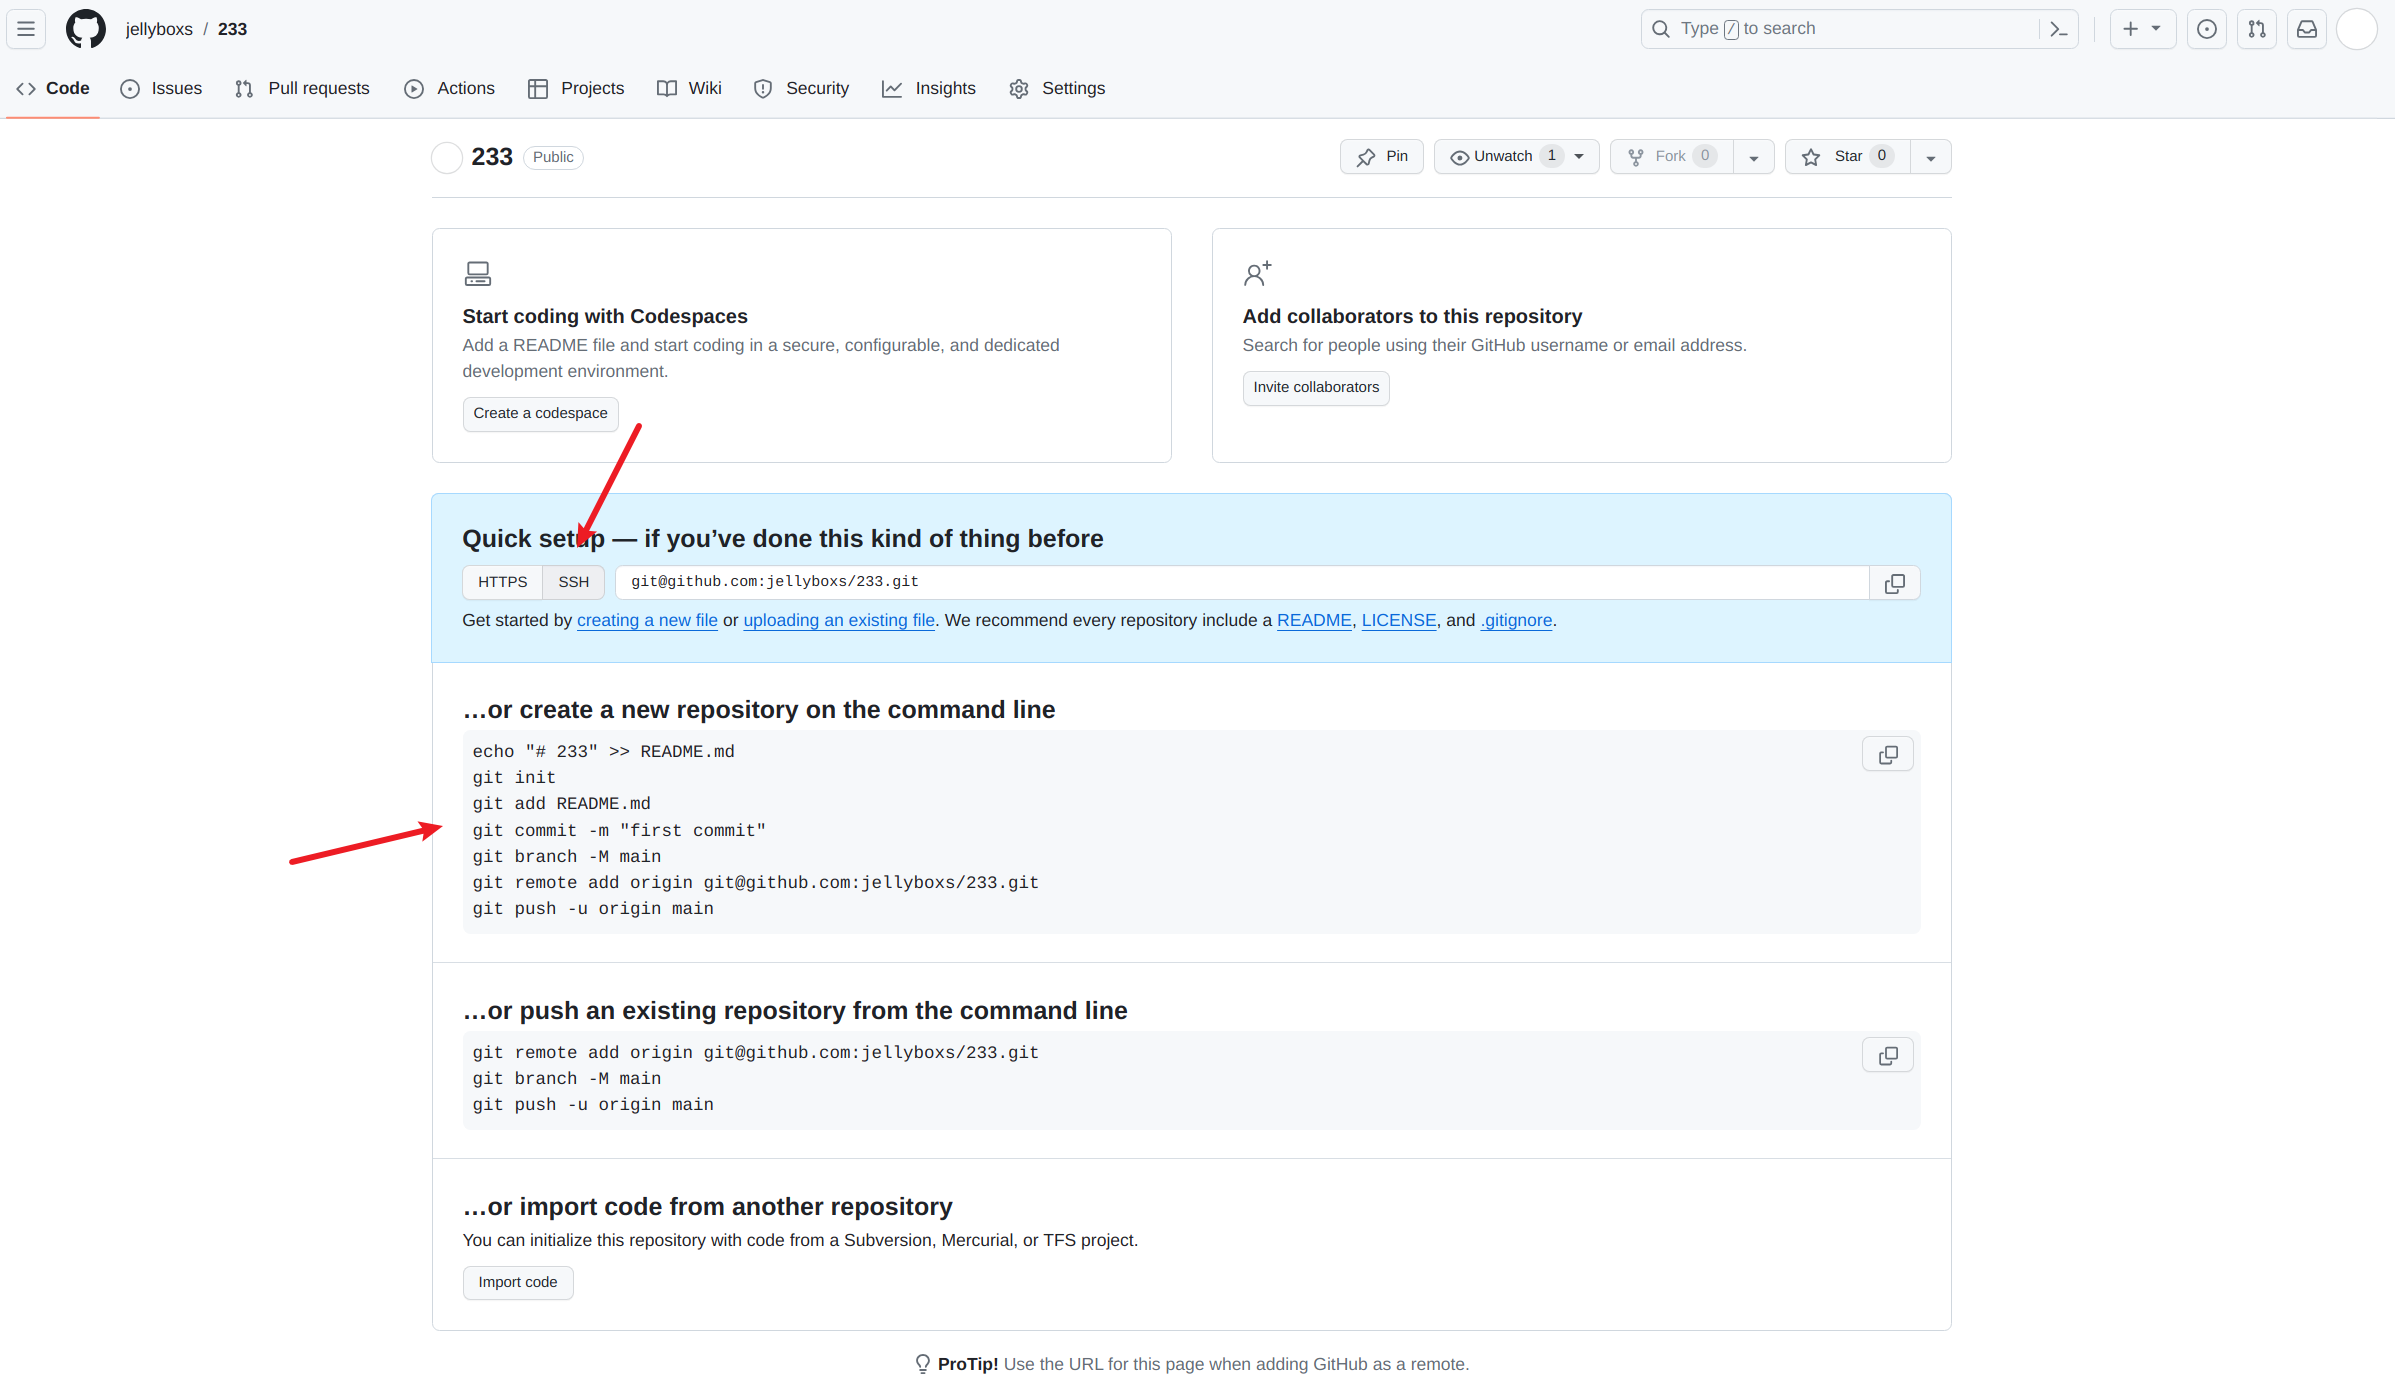 jellyboxs / 233
Type / to search
Code Issues Pull requests Actions Projects Wiki Security Insights Settings
233 Public
Pin Unwatch 1 Fork 0 Star 0
Start coding with Codespaces
Add a README file and start coding in a secure, configurable, and dedicated
development environment.
Create a codespace
Add collaborators to this repository
Search for people using their GitHub username or email address.
Invite collaborators
Quick setup — if you’ve done this kind of thing before
HTTPS SSH git@github.com:jellyboxs/233.git
Get started by creating a new file or uploading an existing file. We recommend every repository include a README, LICENSE, and .gitignore.
…or create a new repository on the command line
echo "# 233" >> README.md
git init
git add README.md
git commit -m "first commit"
git branch -M main
git remote add origin git@github.com:jellyboxs/233.git
git push -u origin main
…or push an existing repository from the command line
git remote add origin git@github.com:jellyboxs/233.git
git branch -M main
git push -u origin main
…or import code from another repository
You can initialize this repository with code from a Subversion, Mercurial, or TFS project.
Import code
ProTip! Use the URL for this page when adding GitHub as a remote.